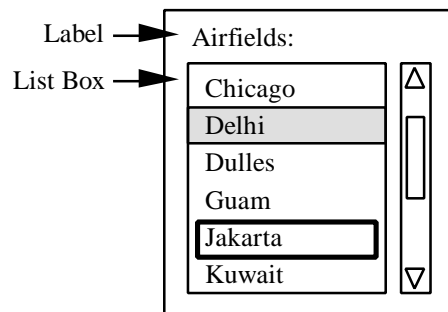 Label
Airfields:
List Box
Chicago
Delhi
Dulles
Guam
Jakarta
Kuwait